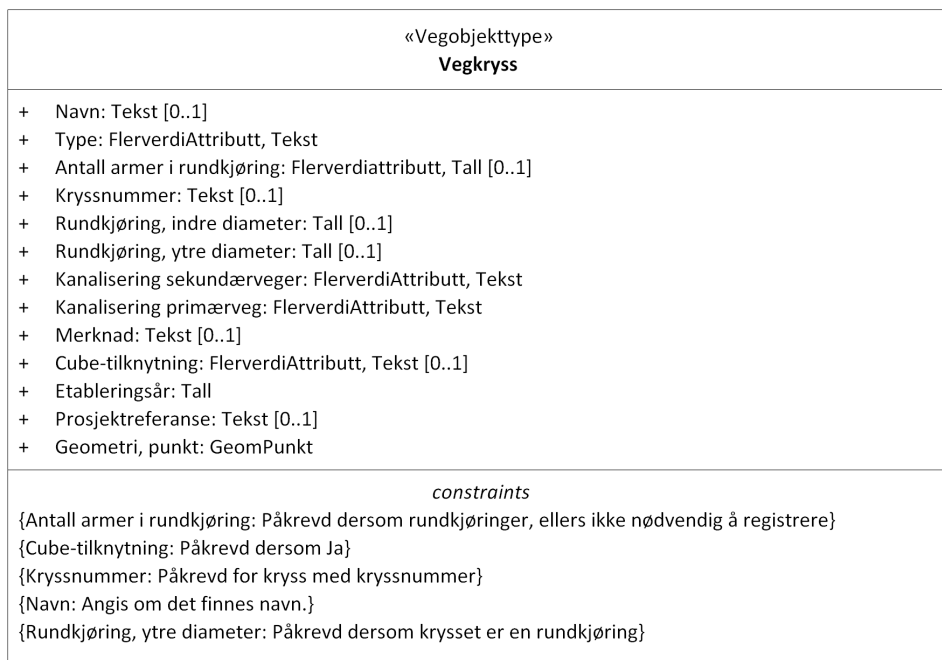 «Vegobjekttype»
Vegkryss
+ Navn: Tekst [0..1]
+ Type: FlerverdiAttributt, Tekst
+ Antall armer i rundkjøring: Flerverdiattributt, Tall [0..1]
+ Kryssnummer: Tekst [0..1]
+ Rundkjøring, indre diameter: Tall [0..1]
+ Rundkjøring, ytre diameter: Tall [0..1]
+ Kanalisering sekundærveger: FlerverdiAttributt, Tekst
+ Kanalisering primærveg: FlerverdiAttributt, Tekst
+ Merknad: Tekst [0..1]
+ Cube-tilknytning: FlerverdiAttributt, Tekst [0..1]
+ Etableringsår: Tall
+ Prosjektreferanse: Tekst [0..1]
+ Geometri, punkt: GeomPunkt
constraints
{Antall armer i rundkjøring: Påkrevd dersom rundkjøringer, ellers ikke nødvendig å registrere}
{Cube-tilknytning: Påkrevd dersom Ja}
{Kryssnummer: Påkrevd for kryss med kryssnummer}
{Navn: Angis om det finnes navn.}
{Rundkjøring, ytre diameter: Påkrevd dersom krysset er en rundkjøring}